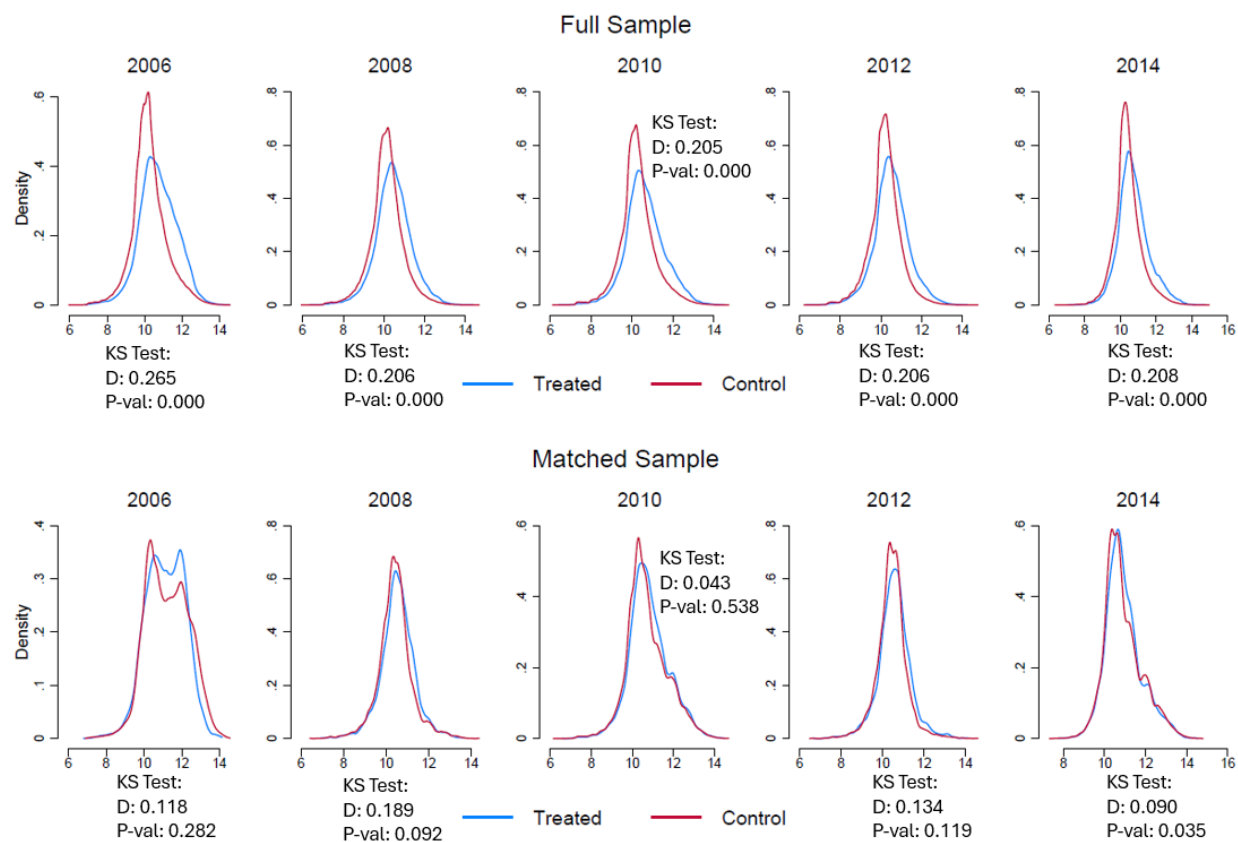 Full Sample
2006 2008 2010 2012 2014
Density
0 .2 .4 .6
6 8 10 12 14
KS Test:
D: 0.265
P-val: 0.000
0 .2 .4 .6 .8
6 8 10 12 14
KS Test:
D: 0.206
P-val: 0.000
0 .2 .4 .6 .8
6 8 10 12 14
KS Test:
D: 0.205
P-val: 0.000
0 .2 .4 .6 .8
6 8 10 12 14
KS Test:
D: 0.206
P-val: 0.000
0 .2 .4 .6 .8
6 8 10 12 14 16
KS Test:
D: 0.208
P-val: 0.000
Treated Control
Matched Sample
2006 2008 2010 2012 2014
Density
0 .1 .2 .3 .4
6 8 10 12 14
KS Test:
D: 0.118
P-val: 0.282
0 .2 .4 .6 .8
6 8 10 12 14
KS Test:
D: 0.189
P-val: 0.092
0 .2 .4 .6
6 8 10 12 14
KS Test:
D: 0.043
P-val: 0.538
0 .2 .4 .6 .8
6 8 10 12 14
KS Test:
D: 0.134
P-val: 0.119
0 .2 .4 .6
8 10 12 14 16
KS Test:
D: 0.090
P-val: 0.035
Treated Control